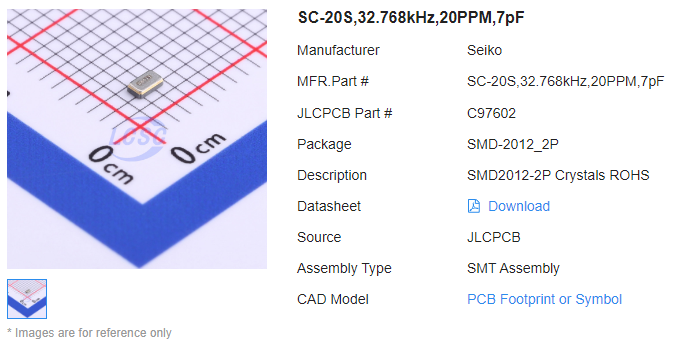 SC-20S,32.768kHz,20PPM,7pF
Manufacturer Seiko
MFR.Part # SC-20S,32.768kHz,20PPM,7pF
JLCPCB Part # C97602
Package SMD-2012_2P
Description SMD2012-2P Crystals ROHS
Datasheet Download
Source JLCPCB
Assembly Type SMT Assembly
CAD Model PCB Footprint or Symbol
LCSC
0cm
0cm
* Images are for reference only